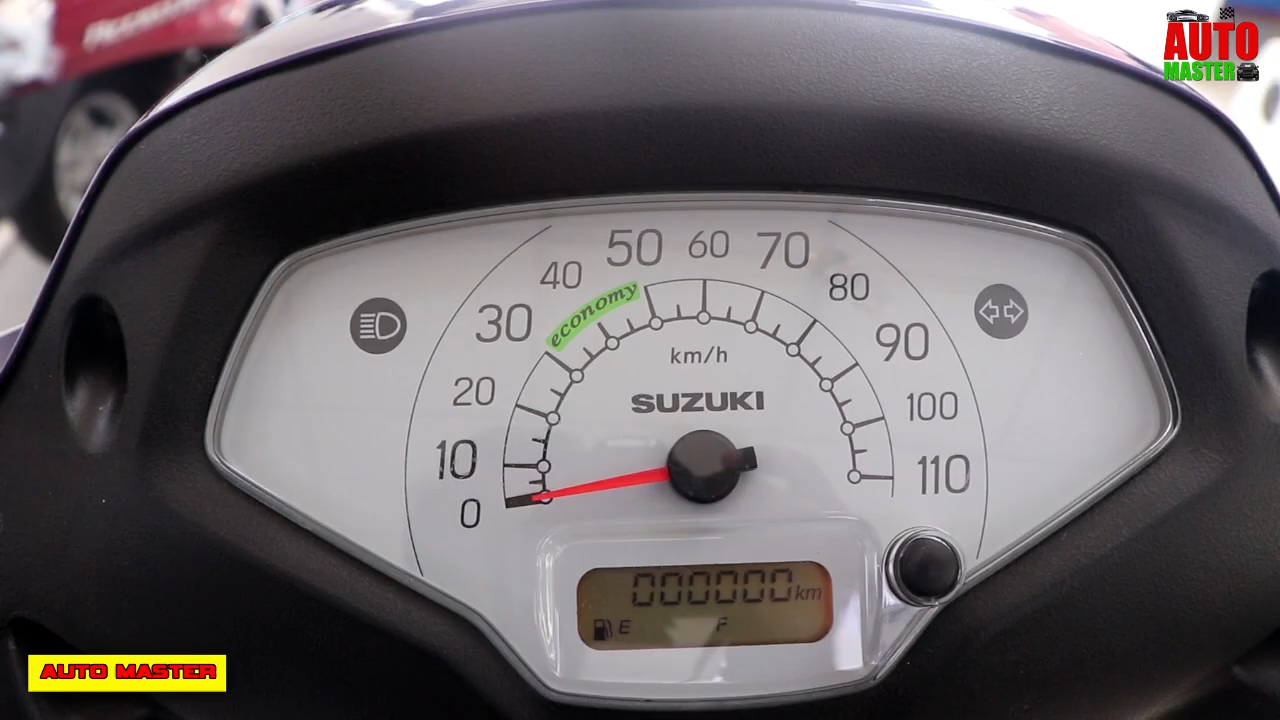 AUTO
MASTER
50 60 70
40 80
economy
30 90
km/h
20 100
SUZUKI
10 110
0
000000 km
E F
AUTO MASTER